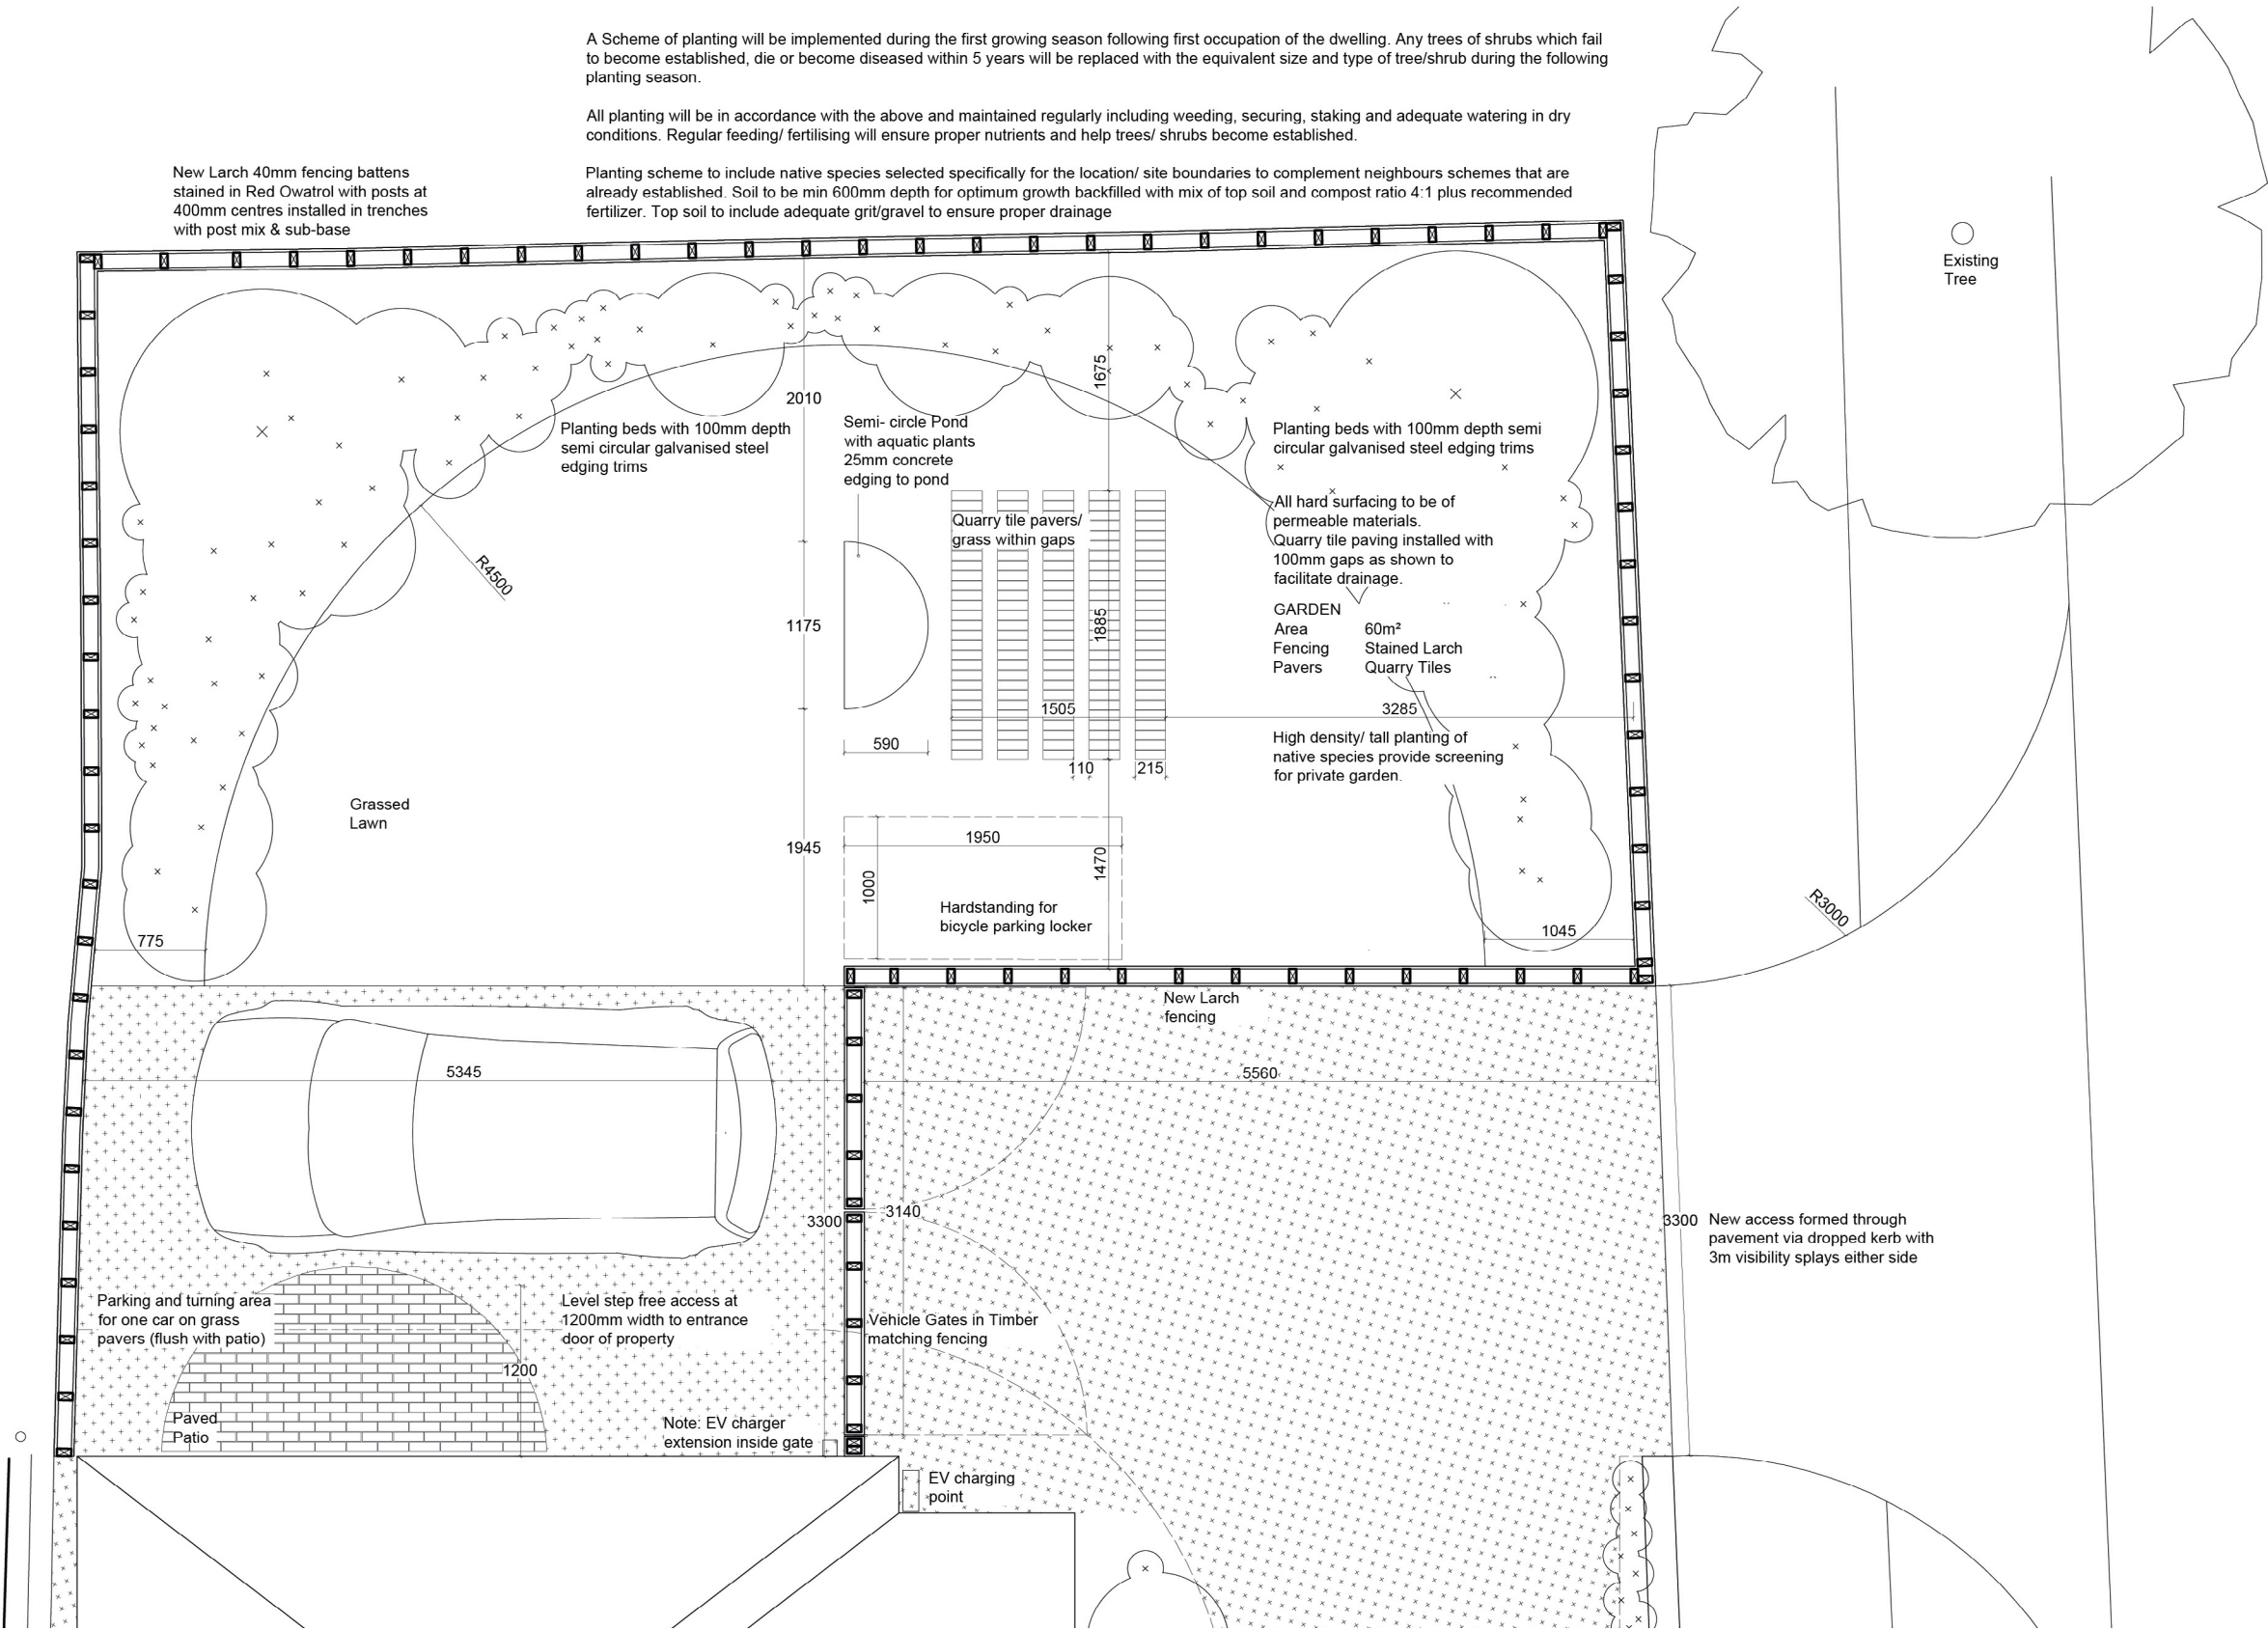 A Scheme of planting will be implemented during the first growing season following first occupation of the dwelling. Any trees of shrubs which fail
to become established, die or become diseased within 5 years will be replaced with the equivalent size and type of tree/shrub during the following
planting season.
All planting will be in accordance with the above and maintained regularly including weeding, securing, staking and adequate watering in dry
conditions. Regular feeding/ fertilising will ensure proper nutrients and help trees/ shrubs become established.
Planting scheme to include native species selected specifically for the location/ site boundaries to complement neighbours schemes that are
already established. Soil to be min 600mm depth for optimum growth backfilled with mix of top soil and compost ratio 4:1 plus recommended
fertilizer. Top soil to include adequate grit/gravel to ensure proper drainage
New Larch 40mm fencing battens
stained in Red Owatrol with posts at
400mm centres installed in trenches
with post mix & sub-base
Existing
Tree
1675
2010
Planting beds with 100mm depth
semi circular galvanised steel
edging trims
Semi- circle Pond
with aquatic plants
25mm concrete
edging to pond
Planting beds with 100mm depth semi
circular galvanised steel edging trims
Quarry tile pavers/
grass within gaps
All hard surfacing to be of
permeable materials.
Quarry tile paving installed with
100mm gaps as shown to
facilitate drainage.
R4500
GARDEN
Area 60m²
Fencing Stained Larch
Pavers Quarry Tiles
1175
1885
1505
3285
590
110
215
High density/ tall planting of
native species provide screening
for private garden.
Grassed
Lawn
1945
1950
1470
1000
Hardstanding for
bicycle parking locker
775
1045
R3000
New Larch
fencing
5345
5560
3300
3140
3300
New access formed through
pavement via dropped kerb with
3m visibility splays either side
Parking and turning area
for one car on grass
pavers (flush with patio)
Level step free access at
1200mm width to entrance
door of property
Vehicle Gates in Timber
matching fencing
1200
Paved
Patio
Note: EV charger
extension inside gate
EV charging
point